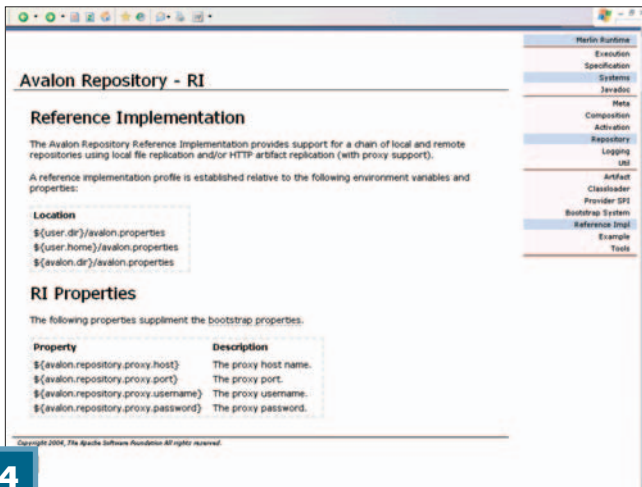 Avalon Repository - RI
Reference Implementation
The Avalon Repository Reference Implementation provides support for a chain of local and remote
repositories using local file replication and/or HTTP artifact replication (with proxy support).
A reference implementation profile is established relative to the following environment variables and
properties:
Location
${user.dir}/avalon.properties
${user.home}/avalon.properties
${avalon.dir}/avalon.properties
RI Properties
The following properties suppliment the bootstrap properties.
Property Description
${avalon.repository.proxy.host} The proxy host name.
${avalon.repository.proxy.port} The proxy port.
${avalon.repository.proxy.username} The proxy username.
${avalon.repository.proxy.password} The proxy password.
Copyright 2004, The Apache Software Foundation All rights reserved.
Merlin Runtime
Execution
Specification
Systems
Javadoc
Meta
Composition
Activation
Repository
Logging
Util
Artifact
Classloader
Provider SPI
Bootstrap System
Reference Impl
Example
Tools
4